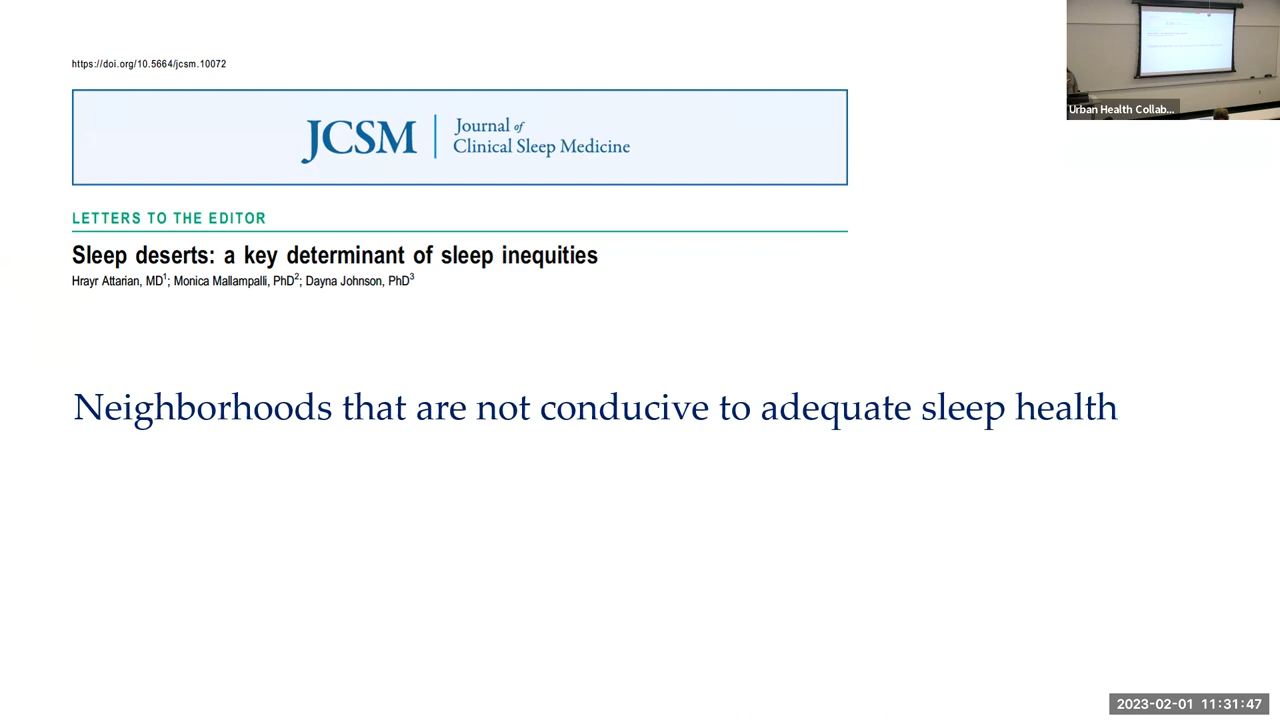 https://doi.org/10.5664/jcsm.10072
JCSM
Journal of
Clinical Sleep Medicine
LETTERS TO THE EDITOR
Sleep deserts: a key determinant of sleep inequities
Hrayr Attarian, MD1; Monica Mallampalli, PhD2; Dayna Johnson, PhD3
Neighborhoods that are not conducive to adequate sleep health
Urban Health Collab...
2023-02-01 11:31:47